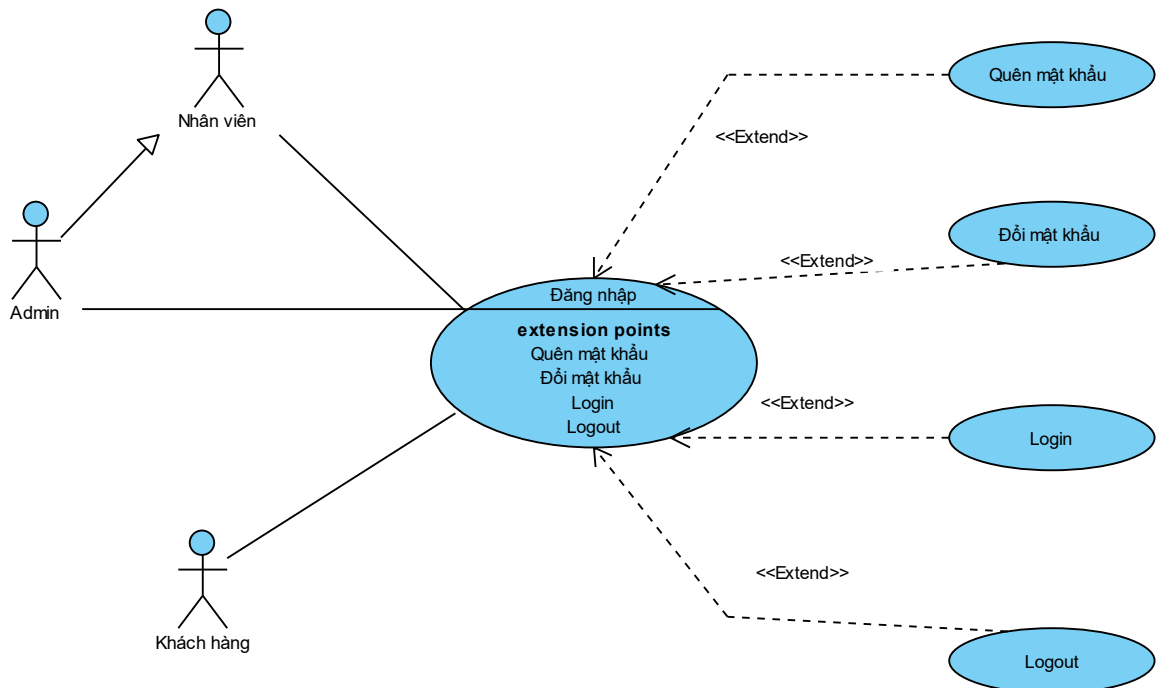 Nhân viên
Admin
Khách hàng
Đăng nhập
extension points
Quên mật khẩu
Đổi mật khẩu
Login
Logout
<<Extend>>
Quên mật khẩu
<<Extend>>
Đổi mật khẩu
<<Extend>>
Login
<<Extend>>
Logout